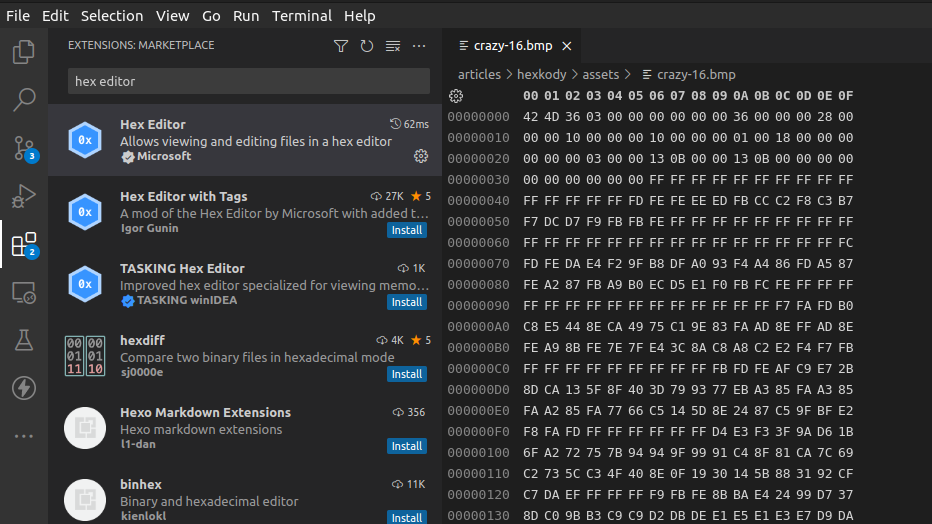 File Edit Selection View Go Run Terminal Help
EXTENSIONS: MARKETPLACE
hex editor
Hex Editor 62ms
Allows viewing and editing files in a hex editor
Microsoft
Hex Editor with Tags 27K 5
A mod of the Hex Editor by Microsoft with added t...
Igor Gunin Install
TASKING Hex Editor 1K
Improved hex editor specialized for viewing memo...
TASKING winIDEA Install
hexdiff 4K 5
Compare two binary files in hexadecimal mode
sj0000e Install
Hexo Markdown Extensions 356
Hexo markdown extensions
l1-dan Install
binhex 11K
Binary and hexadecimal editor
kienlokl Install
3
2
0x
0x
0x
00 00
01 01
11 10
crazy-16.bmp
articles > hexkody > assets > crazy-16.bmp
00 01 02 03 04 05 06 07 08 09 0A 0B 0C 0D 0E 0F
00000000 42 4D 36 03 00 00 00 00 00 00 36 00 00 00 28 00
00000010 00 00 10 00 00 00 10 00 00 00 01 00 18 00 00 00
00000020 00 00 00 03 00 00 13 0B 00 00 13 0B 00 00 00 00
00000030 00 00 00 00 00 00 FF FF FF FF FF FF FF FF FF FF
00000040 FF FF FF FF FF FD FE FE EE ED FB CC C2 F8 C3 B7
00000050 F7 DC D7 F9 FB FB FE FF FF FF FF FF FF FF FF FF
00000060 FF FF FF FF FF FF FF FF FF FF FF FF FF FF FF FC
00000070 FD FE DA E4 F2 9F B8 DF A0 93 F4 A4 86 FD A5 87
00000080 FE A2 87 FB A9 B0 EC D5 E1 F0 FB FC FE FF FF FF
00000090 FF FF FF FF FF FF FF FF FF FF FF FF F7 FA FD B0
000000A0 C8 E5 44 8E CA 49 75 C1 9E 83 FA AD 8E FF AD 8E
000000B0 FE A9 8B FE 7E 7F E4 3C 8A C8 A8 C2 E2 F4 F7 FB
000000C0 FF FF FF FF FF FF FF FF FF FB FD FE AF C9 E7 2B
000000D0 8D CA 13 5F 8F 40 3D 79 93 77 EB A3 85 FA A3 85
000000E0 FA A2 85 FA 77 66 C5 14 5D 8E 24 87 C5 9F BF E2
000000F0 F8 FA FD FF FF FF FF FF FF D4 E3 F3 3F 9A D6 1B
00000100 6F A2 72 75 7B 94 94 9F 99 91 C4 8F 81 CA 7C 69
00000110 C2 73 5C C3 4F 40 8E 0F 19 30 14 5B 88 31 92 CF
00000120 C7 DA EF FF FF FF F9 FB FE 8B BA E4 24 99 D7 37
00000130 8D C0 9B B3 C9 C9 D2 DB DE E1 E5 E1 E3 E7 D9 DA